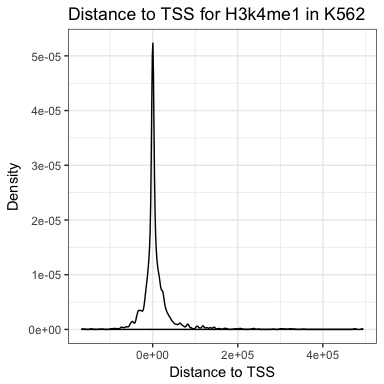 Distance to TSS for H3k4me1 in K562
5e-05
4e-05
3e-05
2e-05
1e-05
0e+00
Density
0e+00 2e+05 4e+05
Distance to TSS